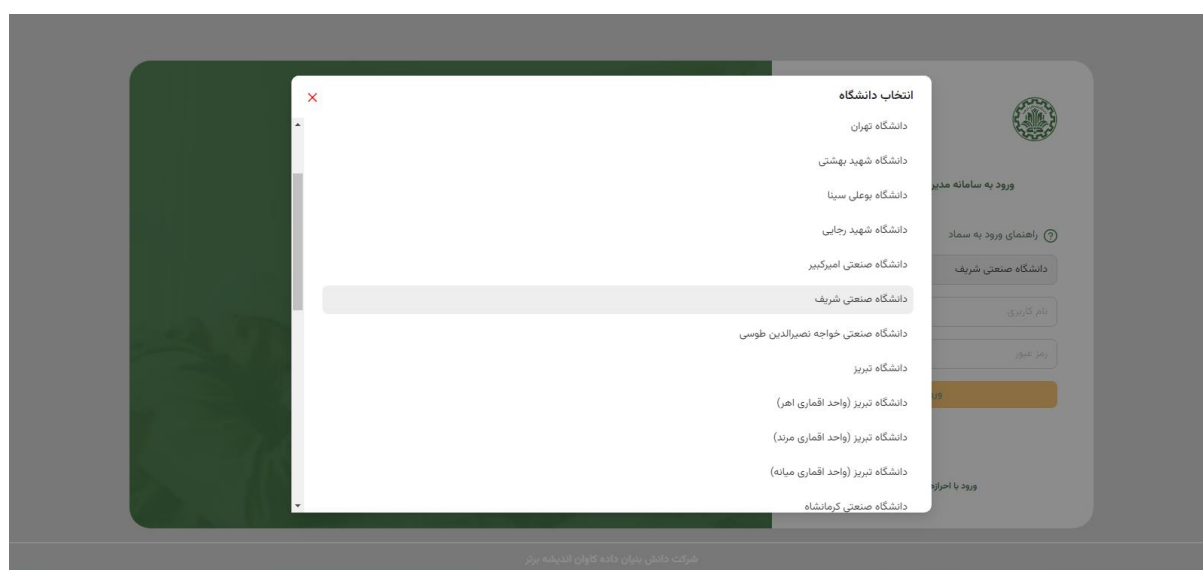 انتخاب دانشگاه
دانشگاه تهران
دانشگاه شهید بهشتی
دانشگاه بوعلی سینا
دانشگاه شهید رجایی
دانشگاه صنعتی امیرکبیر
دانشگاه صنعتی شریف
دانشگاه صنعتی خواجه نصیرالدین طوسی
دانشگاه تبریز
دانشگاه تبریز (واحد اقماری اهر)
دانشگاه تبریز (واحد اقماری مرند)
دانشگاه تبریز (واحد اقماری میانه)
دانشگاه صنعتی کرمانشاه
ورود به سامانه مدیر
راهنمای ورود به سماد
دانشگاه صنعتی شریف
نام کاربری
رمز عبور
ور
ورود با احراز
شرکت دانش بنیان داده کاوان اندیشه برتر